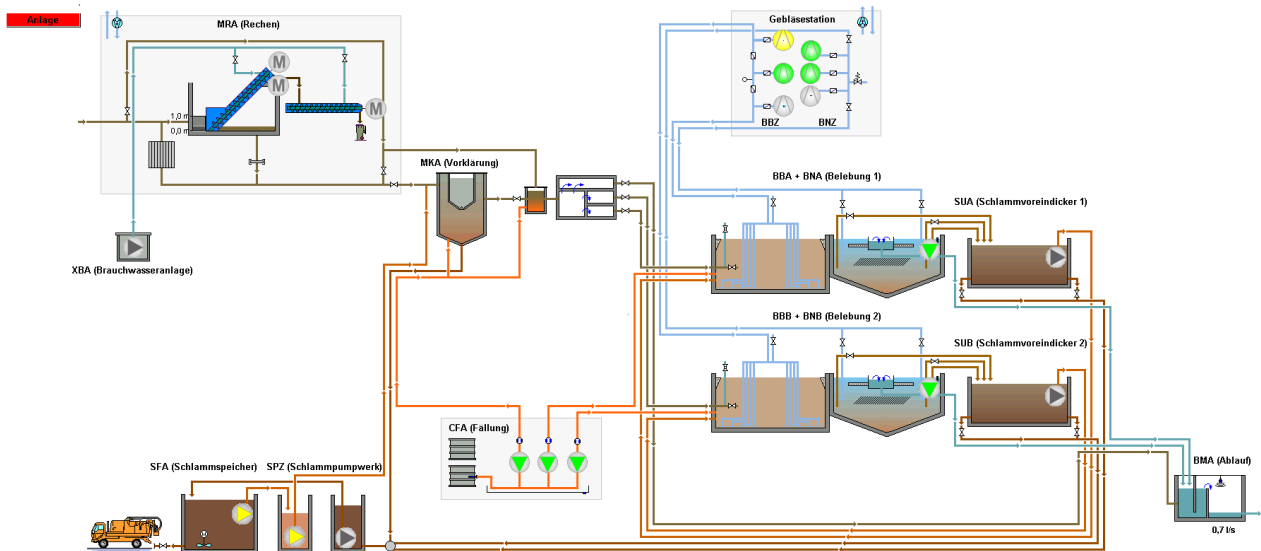 Anlage
MRA (Rechen)
Gebläsestation
M
M
M
1,0 m
0,0 m
BBZ
BNZ
MKA (Vorklärung)
BBA + BNA (Belebung 1)
SUA (Schlammvoreindicker 1)
XBA (Brauchwasseranlage)
BBB + BNB (Belebung 2)
SUB (Schlammvoreindicker 2)
CFA (Fällung)
SFA (Schlammspeicher)
SPZ (Schlammpumpwerk)
BMA (Ablauf)
M
0,7 l/s